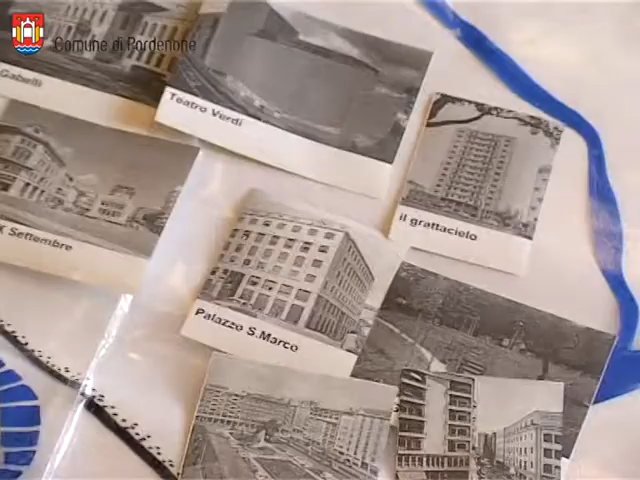 Comune di Pordenone
Gabelli
Teatro Verdi
il grattacielo
X Settembre
Palazzo S.Marco